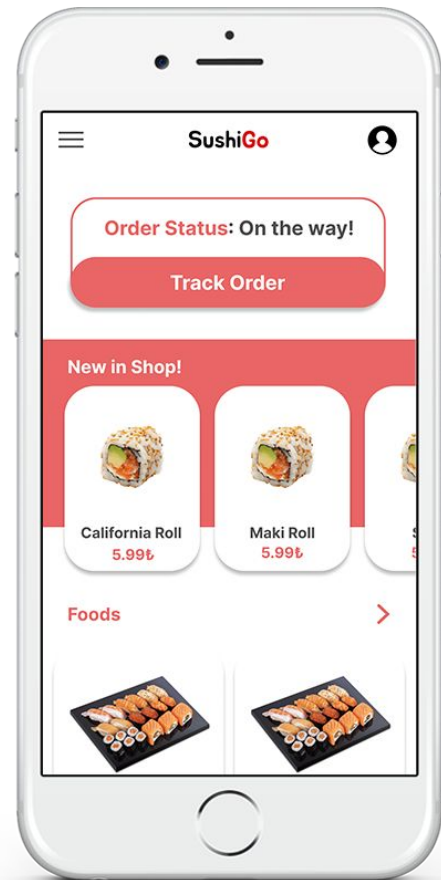 SushiGo
Order Status: On the way!
Track Order
New in Shop!
California Roll
5.99₺
Maki Roll
5.99₺
Foods